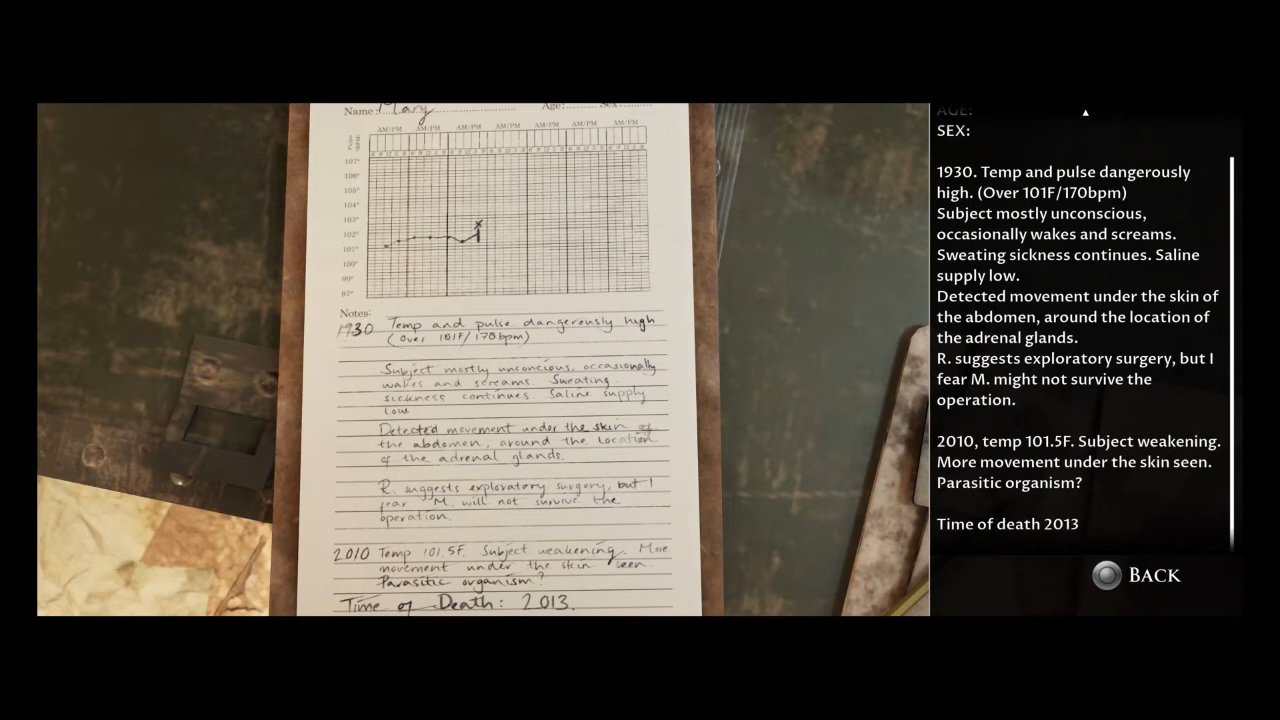 Name: Mary Age: Sex
AM/PM AM/PM AM/PM AM/PM AM/PM AM/PM AM/PM
Pulse
107°
106°
105°
104°
103°
102°
101°
100°
99°
97°
Notes:
1930 Temp and pulse dangerously high
(Over 101F/170bpm)
Subject mostly unconcious, occasionally
wakes and screams. Sweating
sickness continues. Saline supply
low
Detected movement under the skin of
the abdomen, around the location
of the adrenal glands.
R. suggests exploratory surgery, but I
fear M. will not survive the
operation.
2010 Temp 101.5F. Subject weakening. More
movement under the skin seen.
Parasitic organism?
Time of Death: 2013.
AGE:
SEX:
1930. Temp and pulse dangerously
high. (Over 101F/170bpm)
Subject mostly unconscious,
occasionally wakes and screams.
Sweating sickness continues. Saline
supply low.
Detected movement under the skin of
the abdomen, around the location of
the adrenal glands.
R. suggests exploratory surgery, but I
fear M. might not survive the
operation.
2010, temp 101.5F. Subject weakening.
More movement under the skin seen.
Parasitic organism?
Time of death 2013
BACK